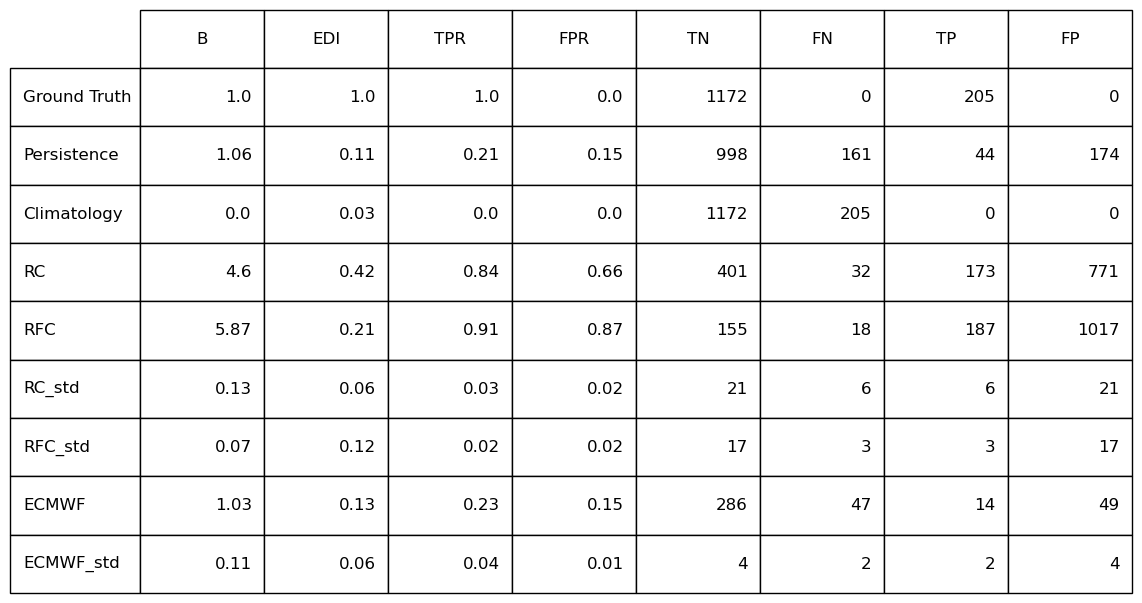 B EDI TPR FPR TN FN TP FP
Ground Truth 1.0 1.0 1.0 0.0 1172 0 205 0
Persistence 1.06 0.11 0.21 0.15 998 161 44 174
Climatology 0.0 0.03 0.0 0.0 1172 205 0 0
RC 4.6 0.42 0.84 0.66 401 32 173 771
RFC 5.87 0.21 0.91 0.87 155 18 187 1017
RC_std 0.13 0.06 0.03 0.02 21 6 6 21
RFC_std 0.07 0.12 0.02 0.02 17 3 3 17
ECMWF 1.03 0.13 0.23 0.15 286 47 14 49
ECMWF_std 0.11 0.06 0.04 0.01 4 2 2 4